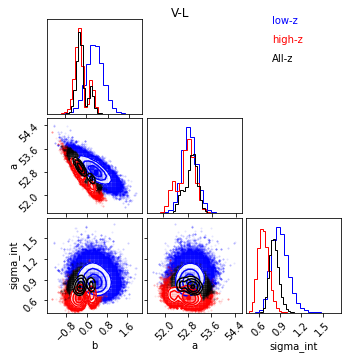 V-L
low-z
high-z
All-z
54.4
53.6
52.8
52.0
a
1.5
1.2
0.9
0.6
sigma_int
−0.8 0.0 0.8 1.6
b
52.0 52.8 53.6 54.4
a
0.6 0.9 1.2 1.5
sigma_int